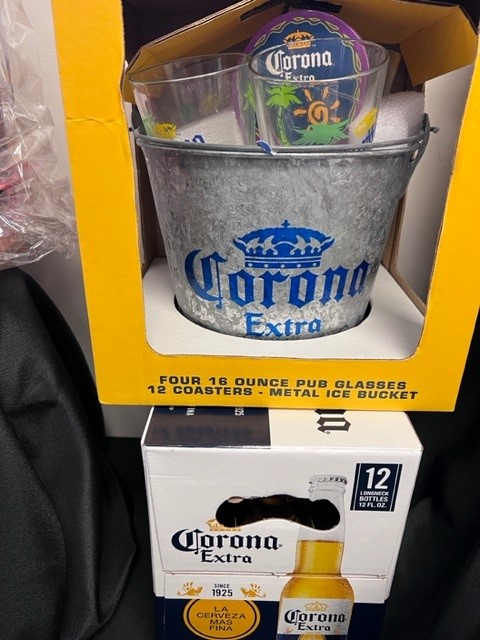 Corona
Extra
Corona
Extra
FOUR 16 OUNCE PUB GLASSES
12 COASTERS - METAL ICE BUCKET
12
LONGNECK
BOTTLES
12 FL. OZ.
Corona
Extra
SINCE
1925
LA
CERVEZA
MAS
FINA
Corona
Extra